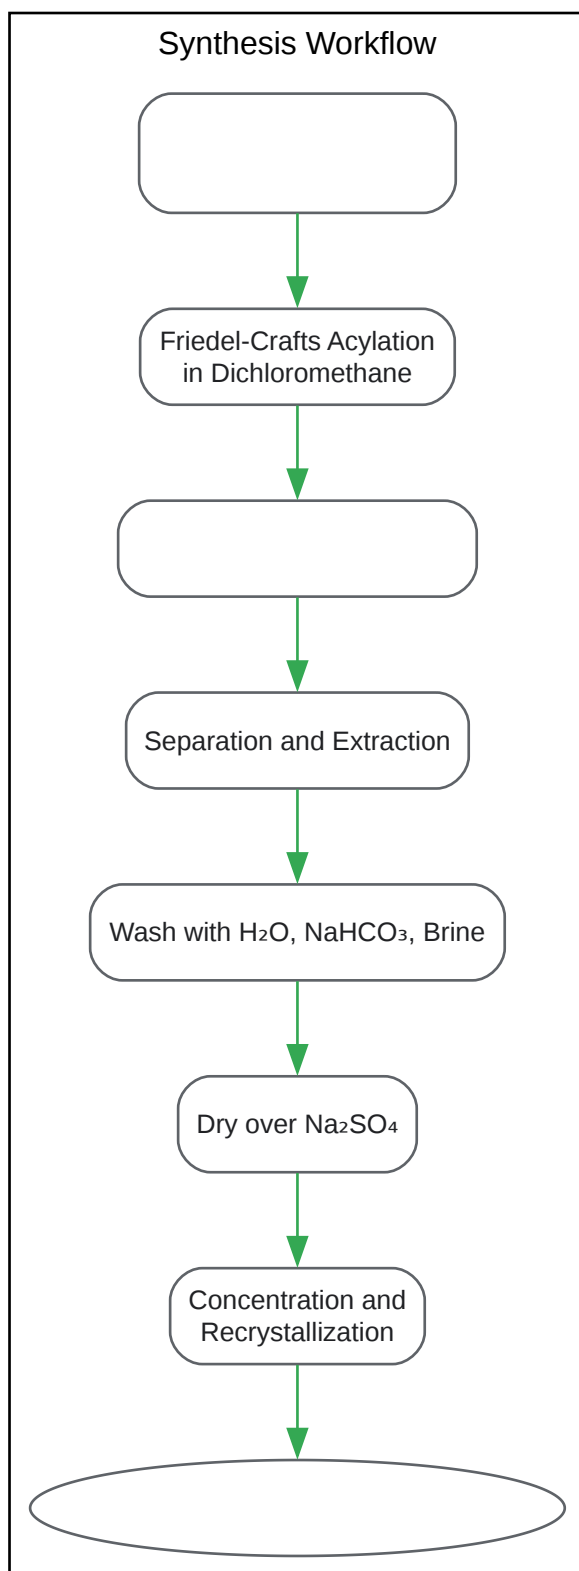 Synthesis Workflow
Friedel-Crafts Acylation
in Dichloromethane
Separation and Extraction
Wash with H₂O, NaHCO₃, Brine
Dry over Na₂SO₄
Concentration and
Recrystallization